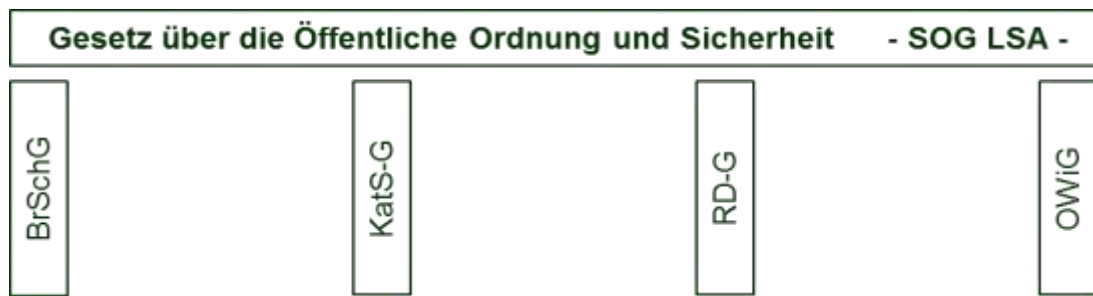 Gesetz über die Öffentliche Ordnung und Sicherheit - SOG LSA -
BrSchG
KatS-G
RD-G
OWiG